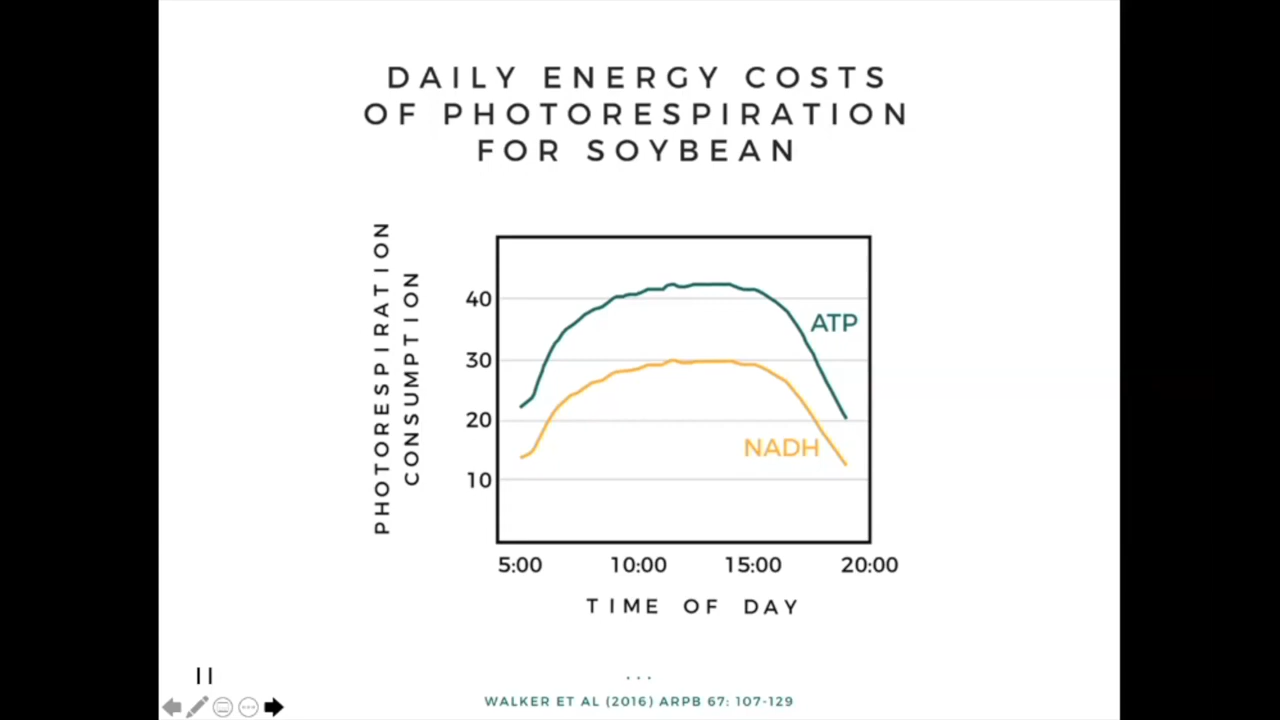 DAILY ENERGY COSTS
OF PHOTORESPIRATION
FOR SOYBEAN
PHOTORESPIRATION
CONSUMPTION
40
30
20
10
ATP
NADH
5:00 10:00 15:00 20:00
TIME OF DAY
...
WALKER ET AL (2016) ARPB 67: 107-129